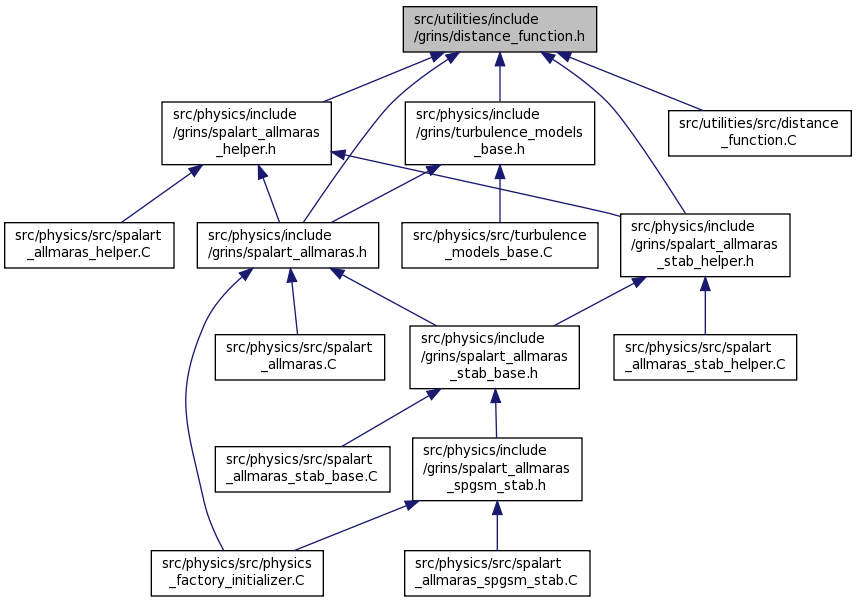 src/utilities/include
/grins/distance_function.h
src/physics/include
/grins/spalart_allmaras
_helper.h
src/physics/include
/grins/turbulence_models
_base.h
src/utilities/src/distance
_function.C
src/physics/src/spalart
_allmaras_helper.C
src/physics/include
/grins/spalart_allmaras.h
src/physics/src/turbulence
_models_base.C
src/physics/include
/grins/spalart_allmaras
_stab_helper.h
src/physics/src/spalart
_allmaras.C
src/physics/include
/grins/spalart_allmaras
_stab_base.h
src/physics/src/spalart
_allmaras_stab_helper.C
src/physics/src/spalart
_allmaras_stab_base.C
src/physics/include
/grins/spalart_allmaras
_spgsm_stab.h
src/physics/src/physics
_factory_initializer.C
src/physics/src/spalart
_allmaras_spgsm_stab.C